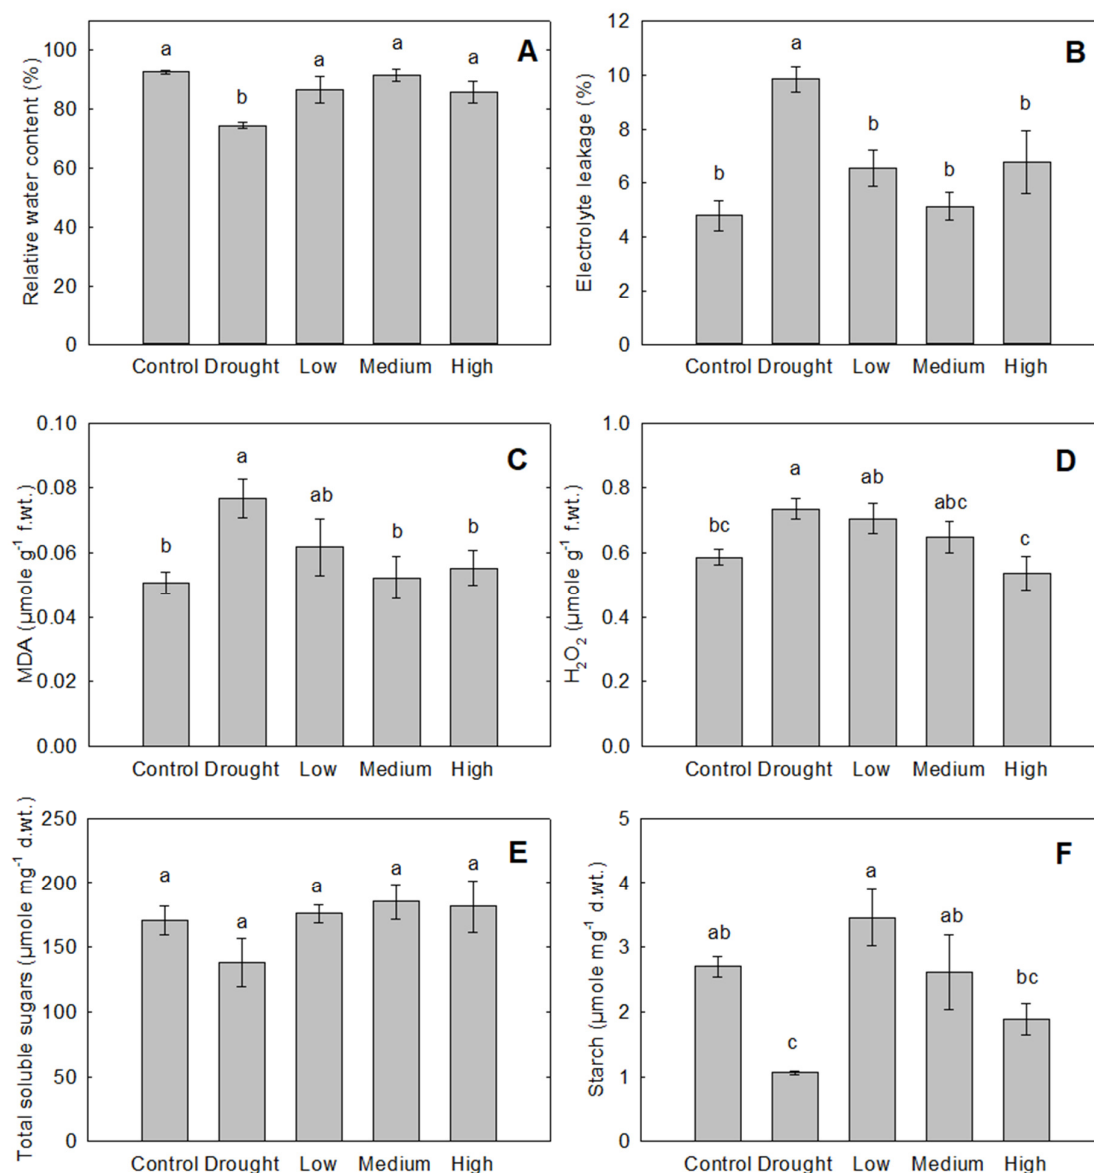 A
Relative water content (%)
100
80
60
40
20
0
a
b
a
a
a
Control Drought Low Medium High
B
Electrolyte leakage (%)
12
10
8
6
4
2
0
b
a
b
b
b
Control Drought Low Medium High
C
MDA (µmole g⁻¹ f.wt.)
0.10
0.08
0.06
0.04
0.02
0.00
b
a
ab
b
b
Control Drought Low Medium High
D
H₂O₂ (µmole g⁻¹ f.wt.)
1.0
0.8
0.6
0.4
0.2
0.0
bc
a
ab
abc
c
Control Drought Low Medium High
E
Total soluble sugars (µmole mg⁻¹ d.wt.)
250
200
150
100
50
0
a
a
a
a
a
Control Drought Low Medium High
F
Starch (µmole mg⁻¹ d.wt.)
5
4
3
2
1
0
ab
c
a
ab
bc
Control Drought Low Medium High